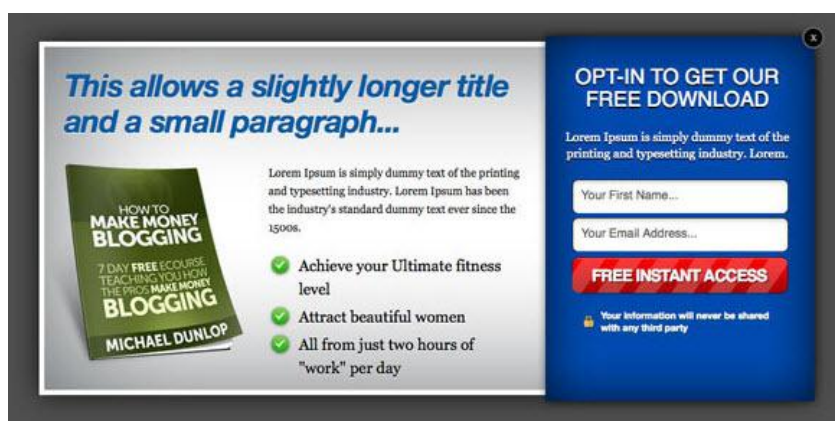 This allows a slightly longer title
and a small paragraph...
HOW TO
MAKE MONEY
BLOGGING
7 DAY FREE ECOURSE
TEACHING YOU HOW
THE PROS MAKE MONEY
BLOGGING
MICHAEL DUNLOP
Lorem Ipsum is simply dummy text of the printing
and typesetting industry. Lorem Ipsum has been
the industry's standard dummy text ever since the
1500s.
Achieve your Ultimate fitness
level
Attract beautiful women
All from just two hours of
"work" per day
x
OPT-IN TO GET OUR
FREE DOWNLOAD
Lorem Ipsum is simply dummy text of the
printing and typesetting industry. Lorem.
Your First Name...
Your Email Address...
FREE INSTANT ACCESS
Your information will never be shared
with any third party